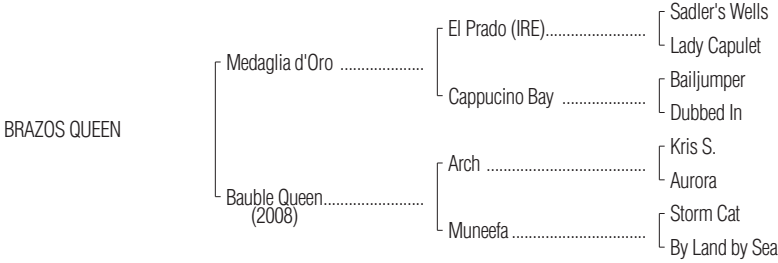 Sadler's Wells
El Prado (IRE)........................
Lady Capulet
Medaglia d'Oro ....................
Bailjumper
Cappucino Bay ....................
Dubbed In
BRAZOS QUEEN
Kris S.
Arch ......................................
Aurora
Bauble Queen........................
(2008)
Storm Cat
Muneefa................................
By Land by Sea